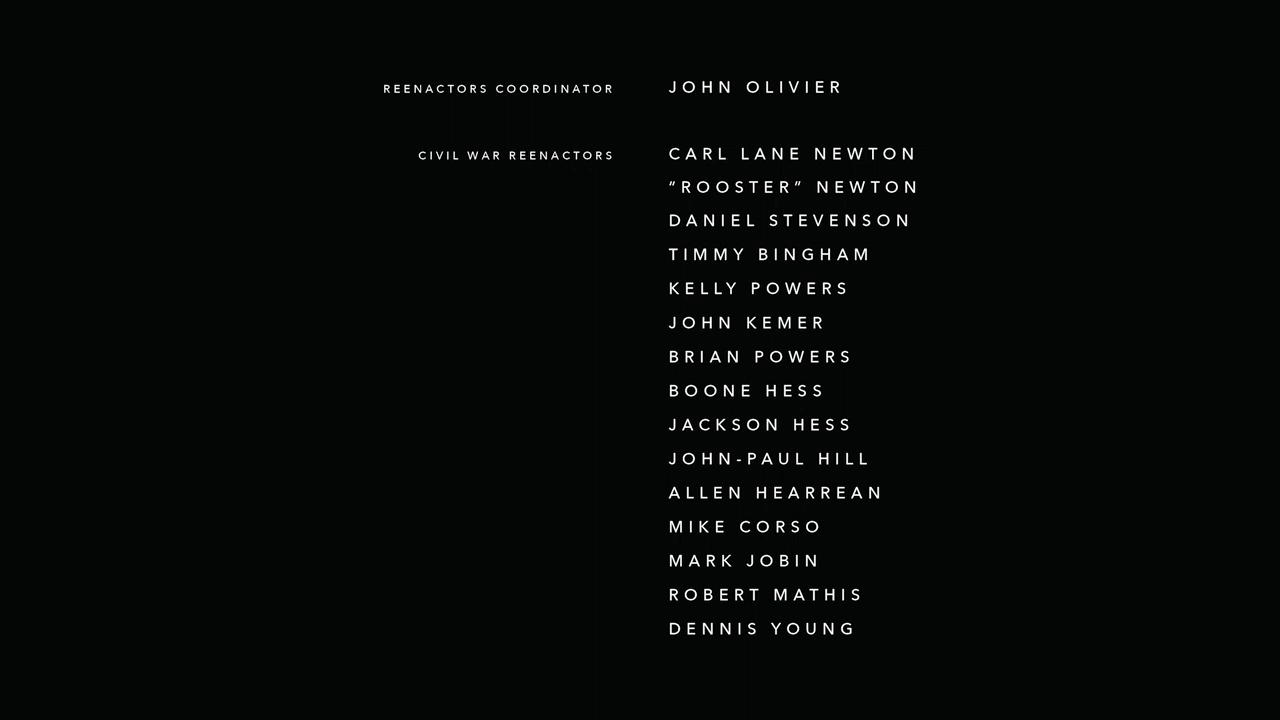 REENACTORS COORDINATOR JOHN OLIVIER
CIVIL WAR REENACTORS CARL LANE NEWTON
“ROOSTER” NEWTON
DANIEL STEVENSON
TIMMY BINGHAM
KELLY POWERS
JOHN KEMER
BRIAN POWERS
BOONE HESS
JACKSON HESS
JOHN-PAUL HILL
ALLEN HEARREAN
MIKE CORSO
MARK JOBIN
ROBERT MATHIS
DENNIS YOUNG